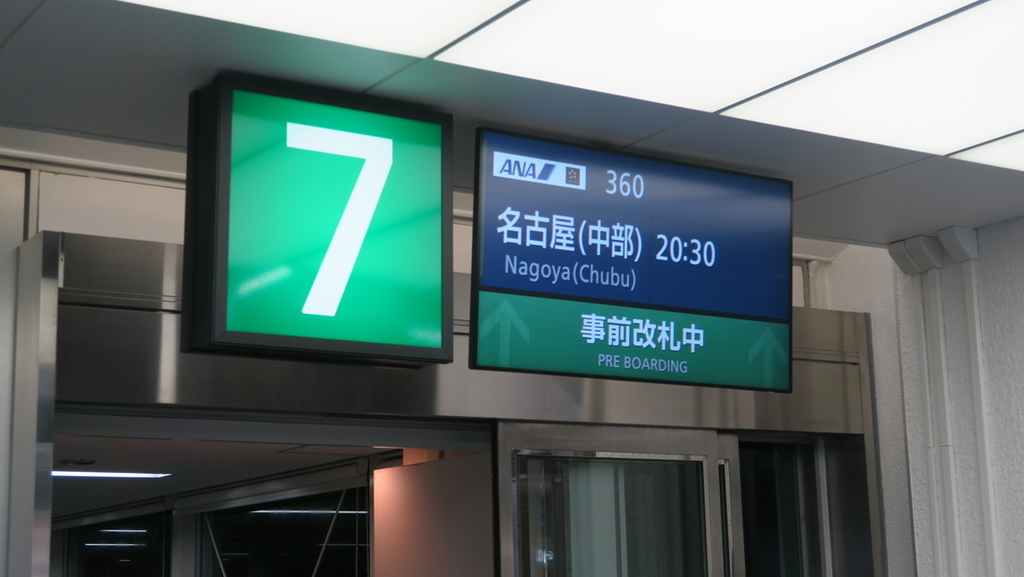 7
ANA 360
名古屋(中部) 20:30
Nagoya(Chubu)
事前改札中
PRE BOARDING